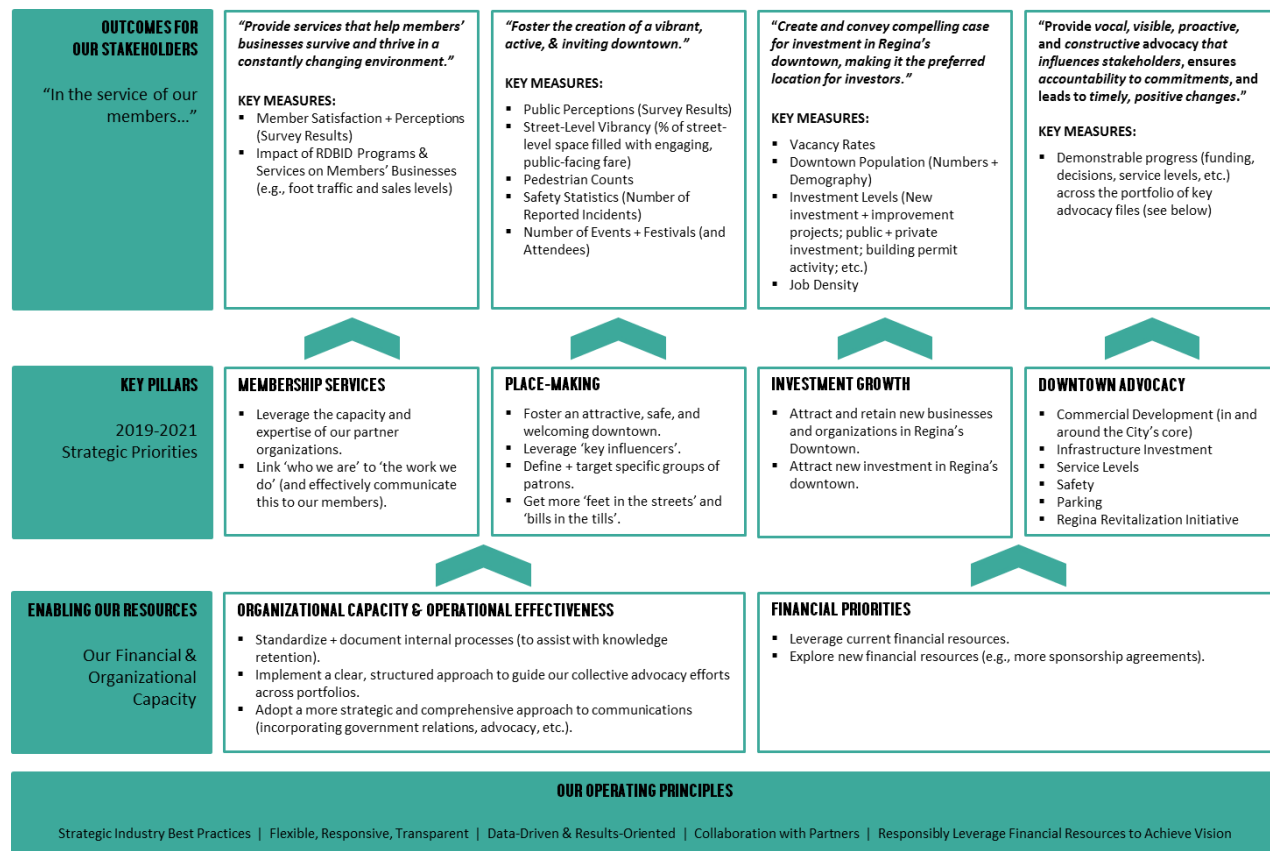 OUTCOMES FOR
OUR STAKEHOLDERS
“In the service of our
members...”
“Provide services that help members’
businesses survive and thrive in a
constantly changing environment.”
KEY MEASURES:
▪ Member Satisfaction + Perceptions
(Survey Results)
▪ Impact of RDBID Programs &
Services on Members’ Businesses
(e.g., foot traffic and sales levels)
“Foster the creation of a vibrant,
active, & inviting downtown.”
KEY MEASURES:
▪ Public Perceptions (Survey Results)
▪ Street-Level Vibrancy (% of street-
level space filled with engaging,
public-facing fare)
▪ Pedestrian Counts
▪ Safety Statistics (Number of
Reported Incidents)
▪ Number of Events + Festivals (and
Attendees)
“Create and convey compelling case
for investment in Regina’s
downtown, making it the preferred
location for investors.”
KEY MEASURES:
▪ Vacancy Rates
▪ Downtown Population (Numbers +
Demography)
▪ Investment Levels (New
investment + improvement
projects; public + private
investment; building permit
activity; etc.)
▪ Job Density
“Provide vocal, visible, proactive,
and constructive advocacy that
influences stakeholders, ensures
accountability to commitments, and
leads to timely, positive changes.”
KEY MEASURES:
▪ Demonstrable progress (funding,
decisions, service levels, etc.)
across the portfolio of key
advocacy files (see below)
KEY PILLARS
2019-2021
Strategic Priorities
MEMBERSHIP SERVICES
▪ Leverage the capacity and
expertise of our partner
organizations.
▪ Link ‘who we are’ to ‘the work we
do’ (and effectively communicate
this to our members).
PLACE-MAKING
▪ Foster an attractive, safe, and
welcoming downtown.
▪ Leverage ‘key influencers’.
▪ Define + target specific groups of
patrons.
▪ Get more ‘feet in the streets’ and
‘bills in the tills’.
INVESTMENT GROWTH
▪ Attract and retain new businesses
and organizations in Regina’s
Downtown.
▪ Attract new investment in Regina’s
downtown.
DOWNTOWN ADVOCACY
▪ Commercial Development (in and
around the City’s core)
▪ Infrastructure Investment
▪ Service Levels
▪ Safety
▪ Parking
▪ Regina Revitalization Initiative
ENABLING OUR RESOURCES
Our Financial &
Organizational
Capacity
ORGANIZATIONAL CAPACITY & OPERATIONAL EFFECTIVENESS
▪ Standardize + document internal processes (to assist with knowledge
retention).
▪ Implement a clear, structured approach to guide our collective advocacy efforts
across portfolios.
▪ Adopt a more strategic and comprehensive approach to communications
(incorporating government relations, advocacy, etc.).
FINANCIAL PRIORITIES
▪ Leverage current financial resources.
▪ Explore new financial resources (e.g., more sponsorship agreements).
OUR OPERATING PRINCIPLES
Strategic Industry Best Practices | Flexible, Responsive, Transparent | Data-Driven & Results-Oriented | Collaboration with Partners | Responsibly Leverage Financial Resources to Achieve Vision